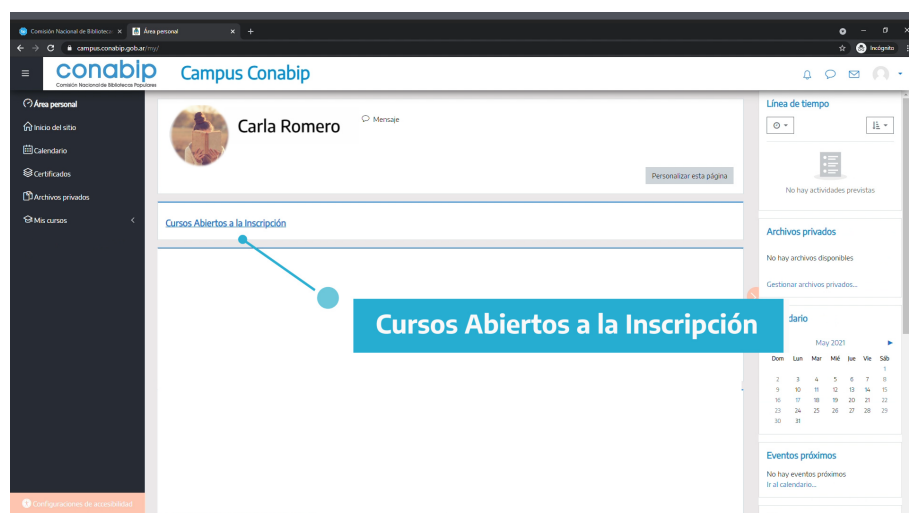 Comisión Nacional de Bibliotecas
Área personal
campus.conabip.gob.ar/my/
Incógnito
conabip
Comisión Nacional de Bibliotecas Populares
Campus Conabip
Área personal
Inicio del sitio
Calendario
Certificados
Archivos privados
Mis cursos
Configuraciones de accesibilidad
Carla Romero
Mensaje
Personalizar esta página
Cursos Abiertos a la Inscripción
Cursos Abiertos a la Inscripción
Línea de tiempo
No hay actividades previstas
Archivos privados
No hay archivos disponibles
Gestionar archivos privados...
dario
May 2021
Dom Lun Mar Mié Jue Vie Sáb
1
2 3 4 5 6 7 8
9 10 11 12 13 14 15
16 17 18 19 20 21 22
23 24 25 26 27 28 29
30 31
Eventos próximos
No hay eventos próximos
Ir al calendario...